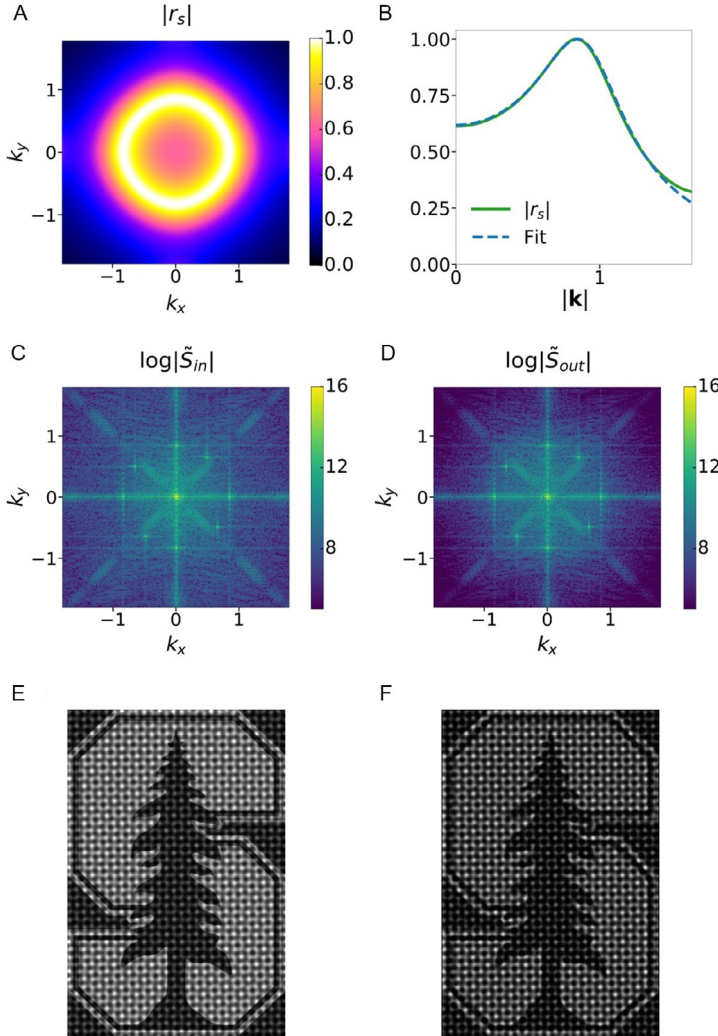 A
|r_s|
1
0
−1
−1
0
1
k_y
k_x
1.0
0.8
0.6
0.4
0.2
0.0
B
1.00
0.75
0.50
0.25
0.00
|r_s|
Fit
0
1
|k|
C
log|S̃_in|
1
0
−1
−1
0
1
k_y
k_x
16
12
8
D
log|S̃_out|
1
0
−1
−1
0
1
k_y
k_x
16
12
8
E
F